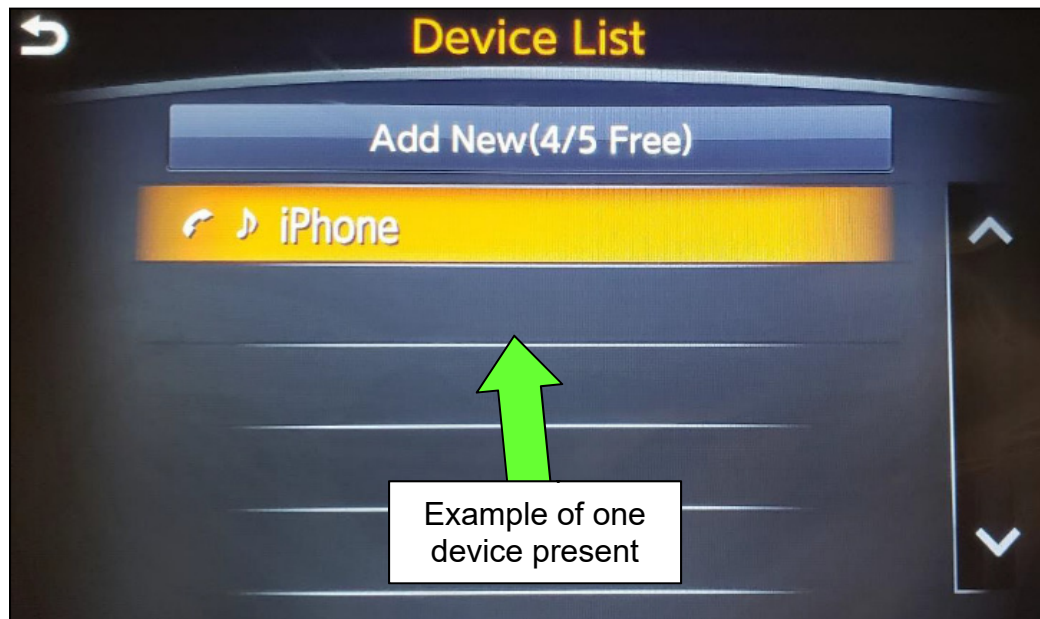 Device List
Add New(4/5 Free)
iPhone
Example of one
device present